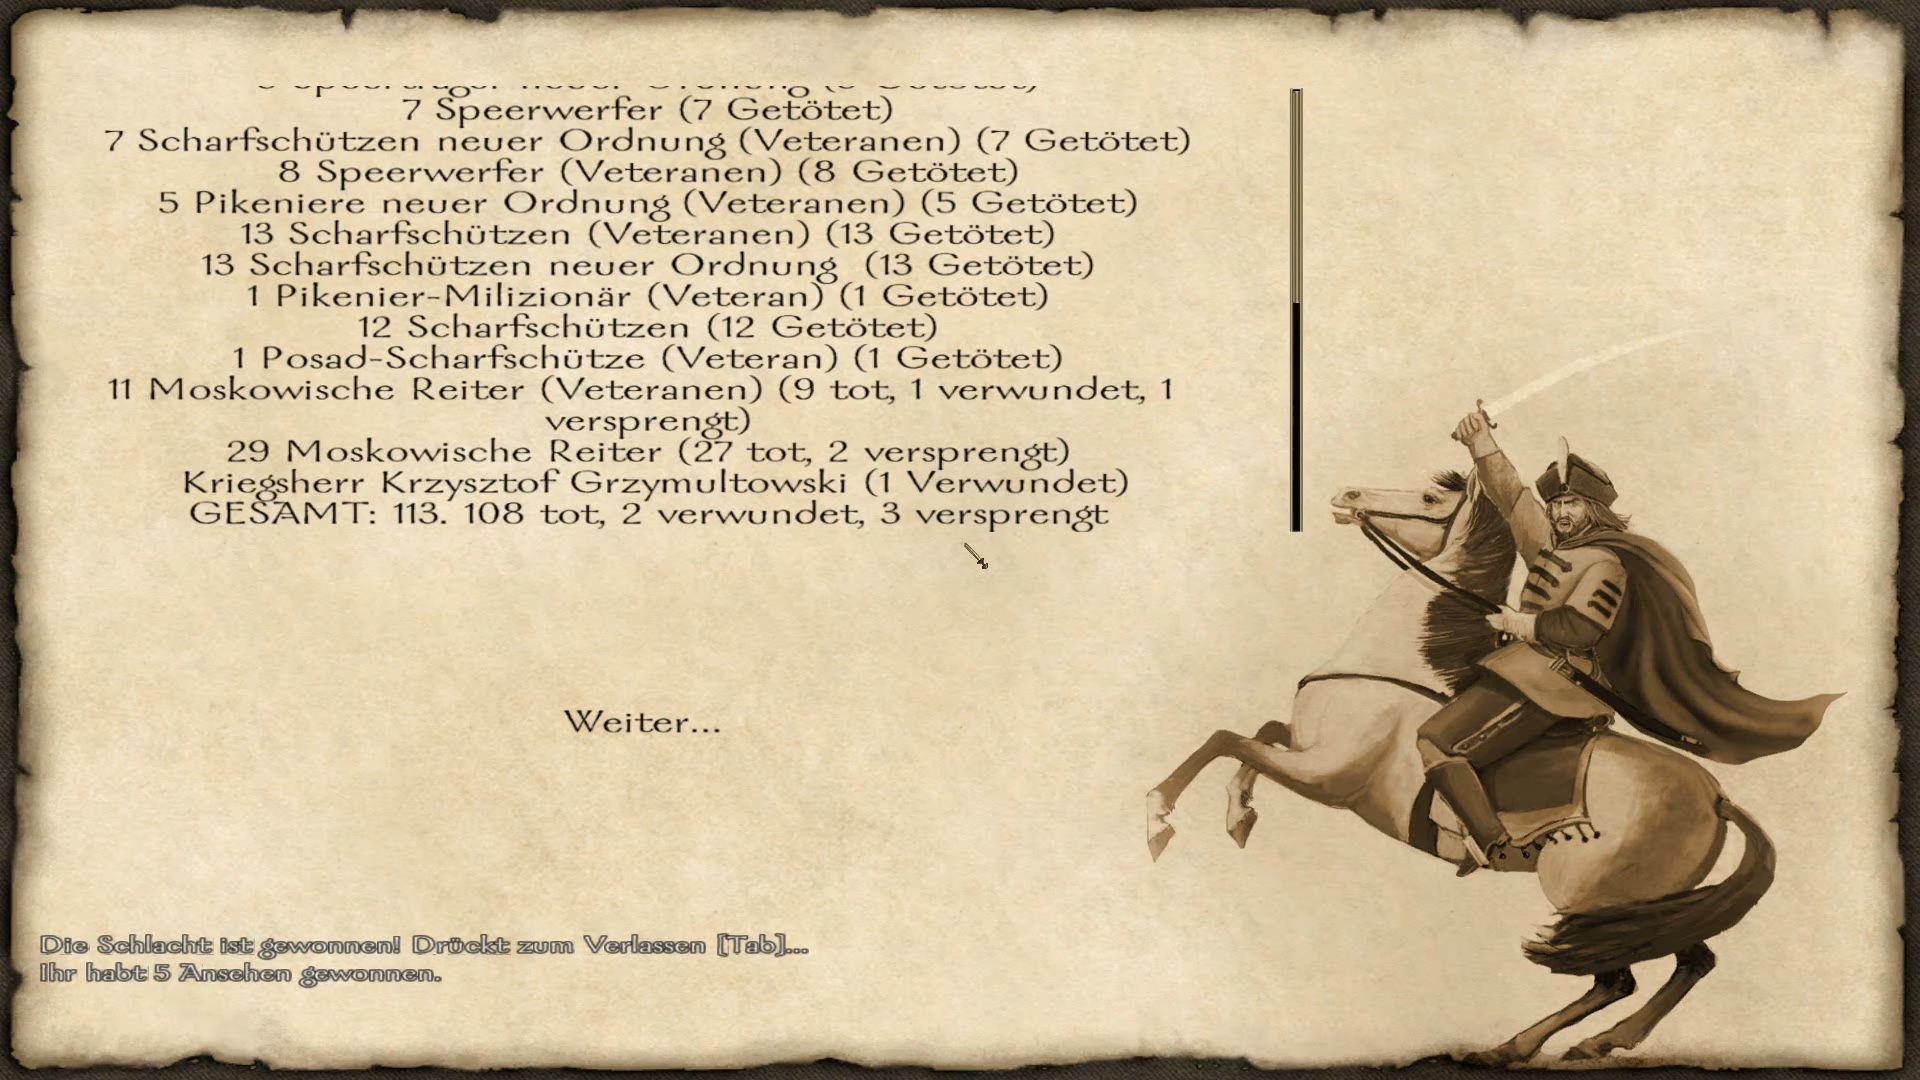 7 Speerwerfer (7 Getötet)
7 Scharfschützen neuer Ordnung (Veteranen) (7 Getötet)
8 Speerwerfer (Veteranen) (8 Getötet)
5 Pikeniere neuer Ordnung (Veteranen) (5 Getötet)
13 Scharfschützen (Veteranen) (13 Getötet)
13 Scharfschützen neuer Ordnung  (13 Getötet)
1 Pikenier-Milizionär (Veteran) (1 Getötet)
12 Scharfschützen (12 Getötet)
1 Posad-Scharfschütze (Veteran) (1 Getötet)
11 Moskowische Reiter (Veteranen) (9 tot, 1 verwundet, 1
versprengt)
29 Moskowische Reiter (27 tot, 2 versprengt)
Kriegsherr Krzysztof Grzymultowski (1 Verwundet)
GESAMT: 113. 108 tot, 2 verwundet, 3 versprengt
Weiter...
Die Schlacht ist gewonnen! Drückt zum Verlassen [Tab]...
Ihr habt 5 Ansehen gewonnen.